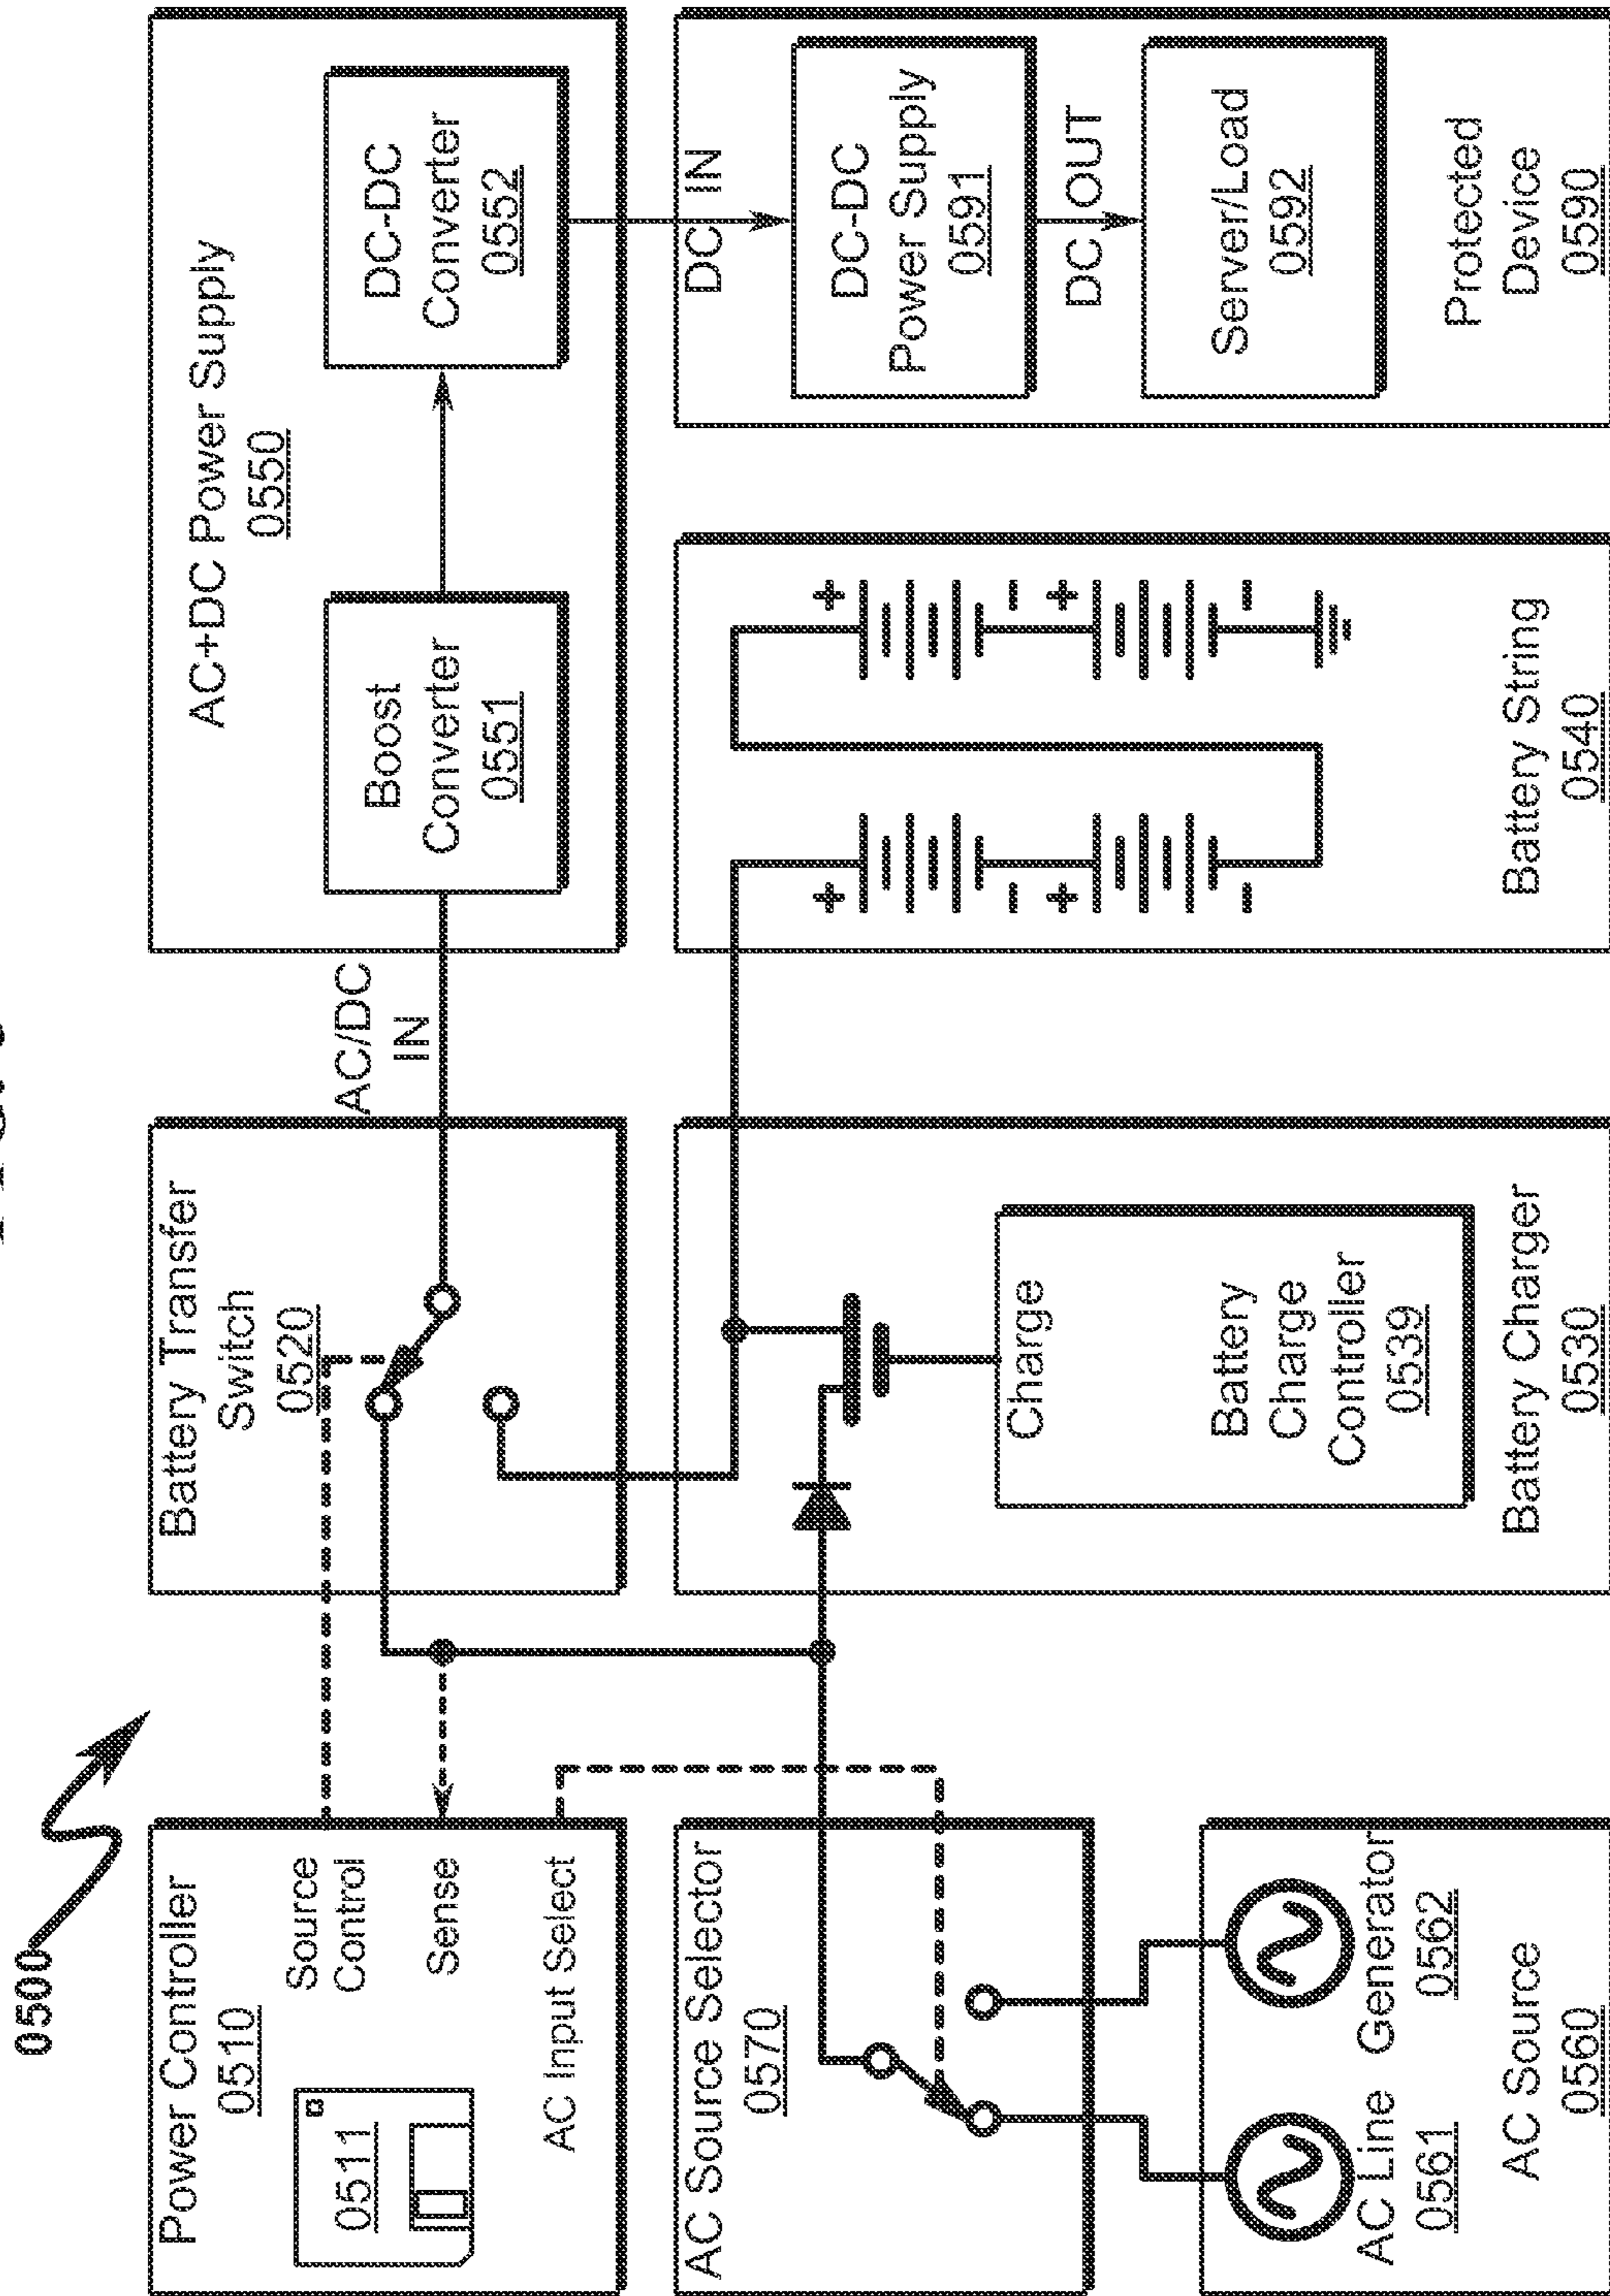 0500
Power Controller
0510
0511
Source
Control
Sense
AC Input Select
Battery Transfer
Switch
0520
AC/DC
IN
AC+DC Power Supply
0550
Boost
Converter
0551
DC-DC
Converter
0552
AC Source Selector
0570
AC Line
0561
Generator
0562
AC Source
0560
Charge
Battery
Charge
Controller
0539
Battery Charger
0530
+
-
+
-
+
-
+
-
Battery String
0540
DC IN
DC-DC
Power Supply
0591
DC OUT
Server/Load
0592
Protected
Device
0590